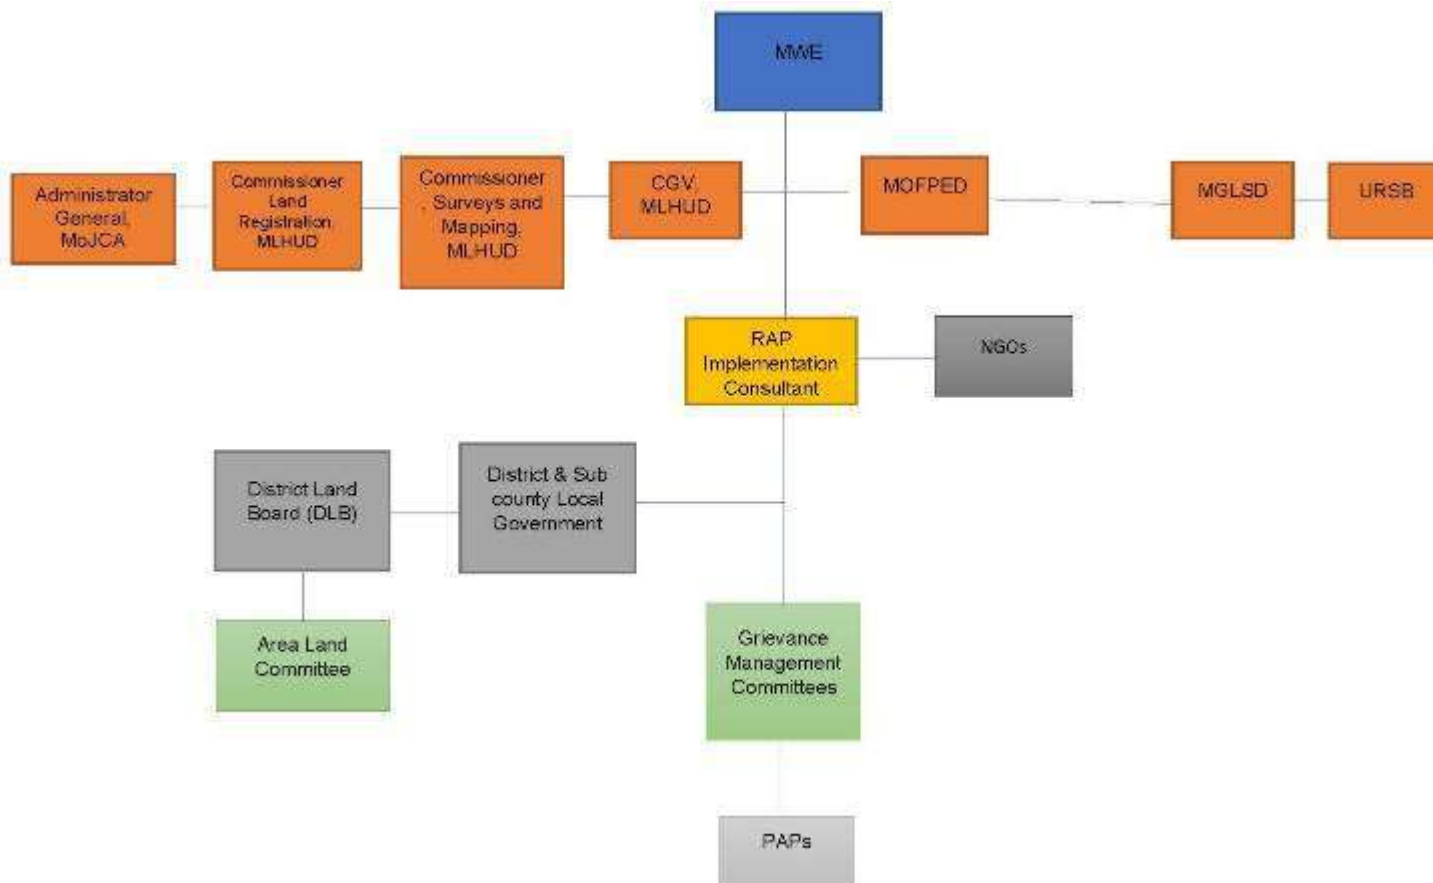 MWE
Administrator
General,
MoJCA
Commissioner
Land
Registration,
MLHUD
Commissioner
, Surveys and
Mapping,
MLHUD
CGV,
MLHUD
MOFPED
MGLSD
URSB
RAP
Implementation
Consultant
NGOs
District Land
Board (DLB)
District & Sub
county Local
Government
Area Land
Committee
Grievance
Management
Committees
PAPs